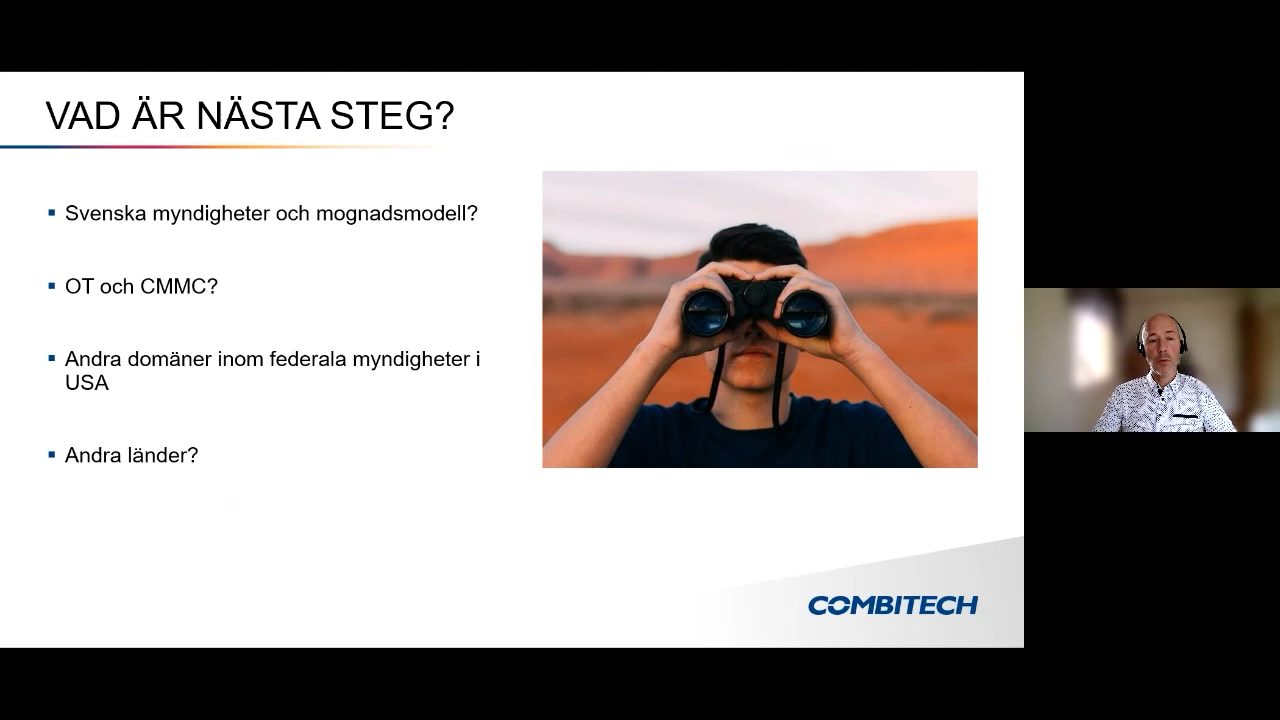 VAD ÄR NÄSTA STEG?
Svenska myndigheter och mognadsmodell?
OT och CMMC?
Andra domäner inom federala myndigheter i
USA
Andra länder?
COMBITECH